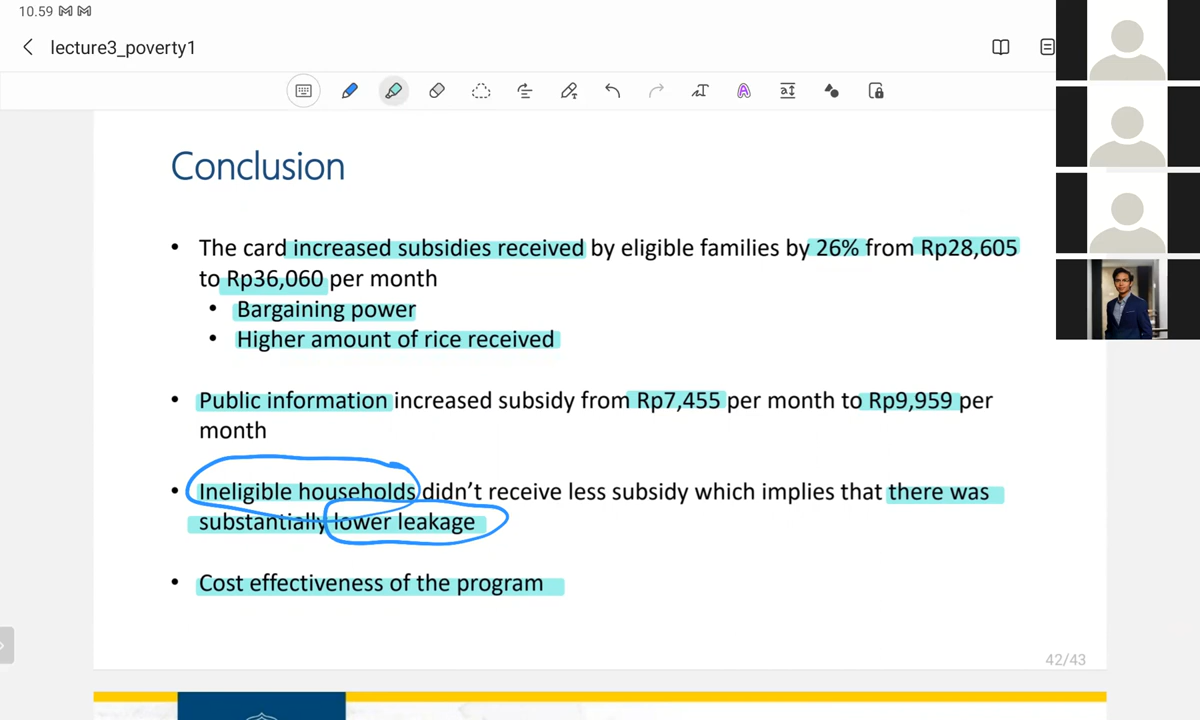 10.59
lecture3_poverty1
Conclusion
• The card increased subsidies received by eligible families by 26% from Rp28,605
to Rp36,060 per month
• Bargaining power
• Higher amount of rice received
• Public information increased subsidy from Rp7,455 per month to Rp9,959 per
month
• Ineligible households didn't receive less subsidy which implies that there was
substantially lower leakage
• Cost effectiveness of the program
42/43